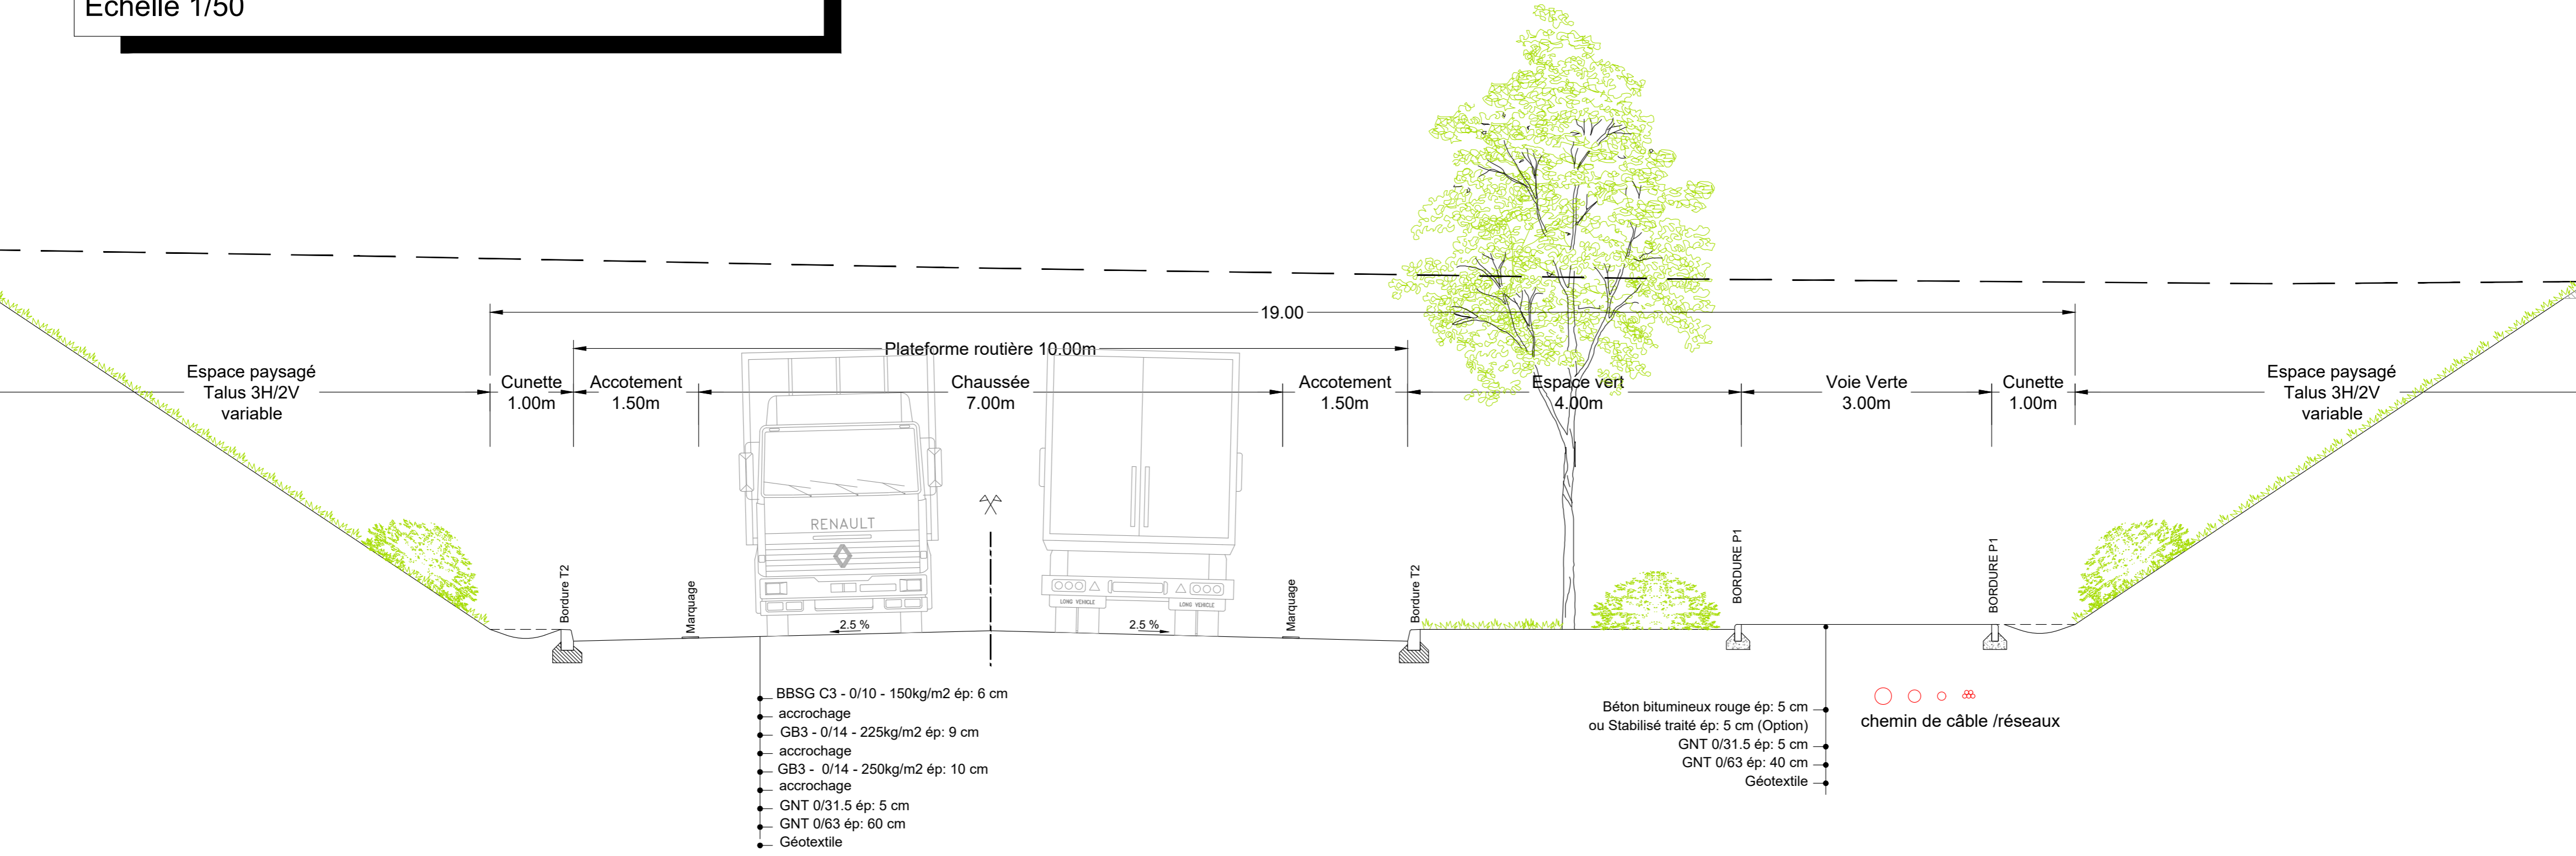 Echelle 1/50
19.00
Plateforme routière 10.00m
Espace paysagé
Talus 3H/2V
variable
Cunette
1.00m
Accotement
1.50m
Chaussée
7.00m
Accotement
1.50m
Espace vert
4.00m
Voie Verte
3.00m
Cunette
1.00m
Espace paysagé
Talus 3H/2V
variable
RENAULT
LONG VEHICLE
LONG VEHICLE
Bordure T2
Marquage
2.5 %
2.5 %
Marquage
Bordure T2
BORDURE P1
BORDURE P1
BBSG C3 - 0/10 - 150kg/m2 ép: 6 cm
accrochage
GB3 - 0/14 - 225kg/m2 ép: 9 cm
accrochage
GB3 - 0/14 - 250kg/m2 ép: 10 cm
accrochage
GNT 0/31.5 ép: 5 cm
GNT 0/63 ép: 60 cm
Géotextile
Béton bitumineux rouge ép: 5 cm
ou Stabilisé traité ép: 5 cm (Option)
GNT 0/31.5 ép: 5 cm
GNT 0/63 ép: 40 cm
Géotextile
chemin de câble /réseaux